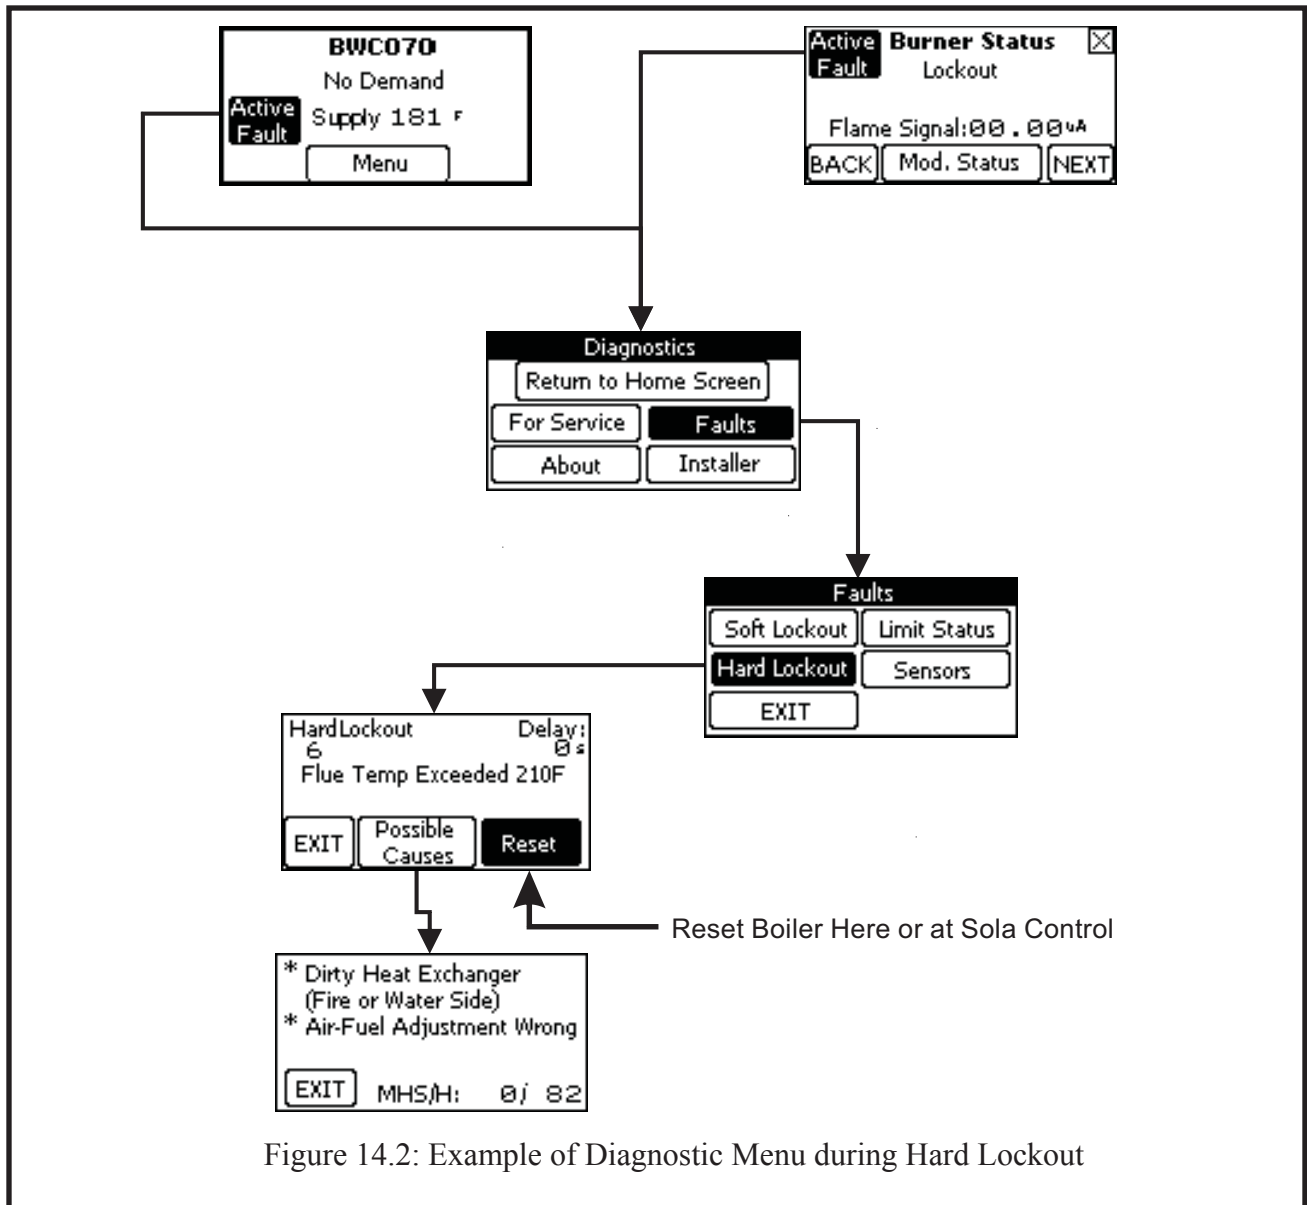 BWC070
No Demand
Active
Fault
Supply 181 F
Menu
Active
Fault
Burner Status
Lockout
Flame Signal:00.00uA
BACK
Mod. Status
NEXT
Diagnostics
Return to Home Screen
For Service
Faults
About
Installer
Faults
Soft Lockout
Limit Status
Hard Lockout
Sensors
EXIT
HardLockout
Delay:
6
0s
Flue Temp Exceeded 210F
EXIT
Possible
Causes
Reset
Reset Boiler Here or at Sola Control
* Dirty Heat Exchanger
(Fire or Water Side)
* Air-Fuel Adjustment Wrong
EXIT
MHS/H: 0/ 82
Figure 14.2: Example of Diagnostic Menu during Hard Lockout